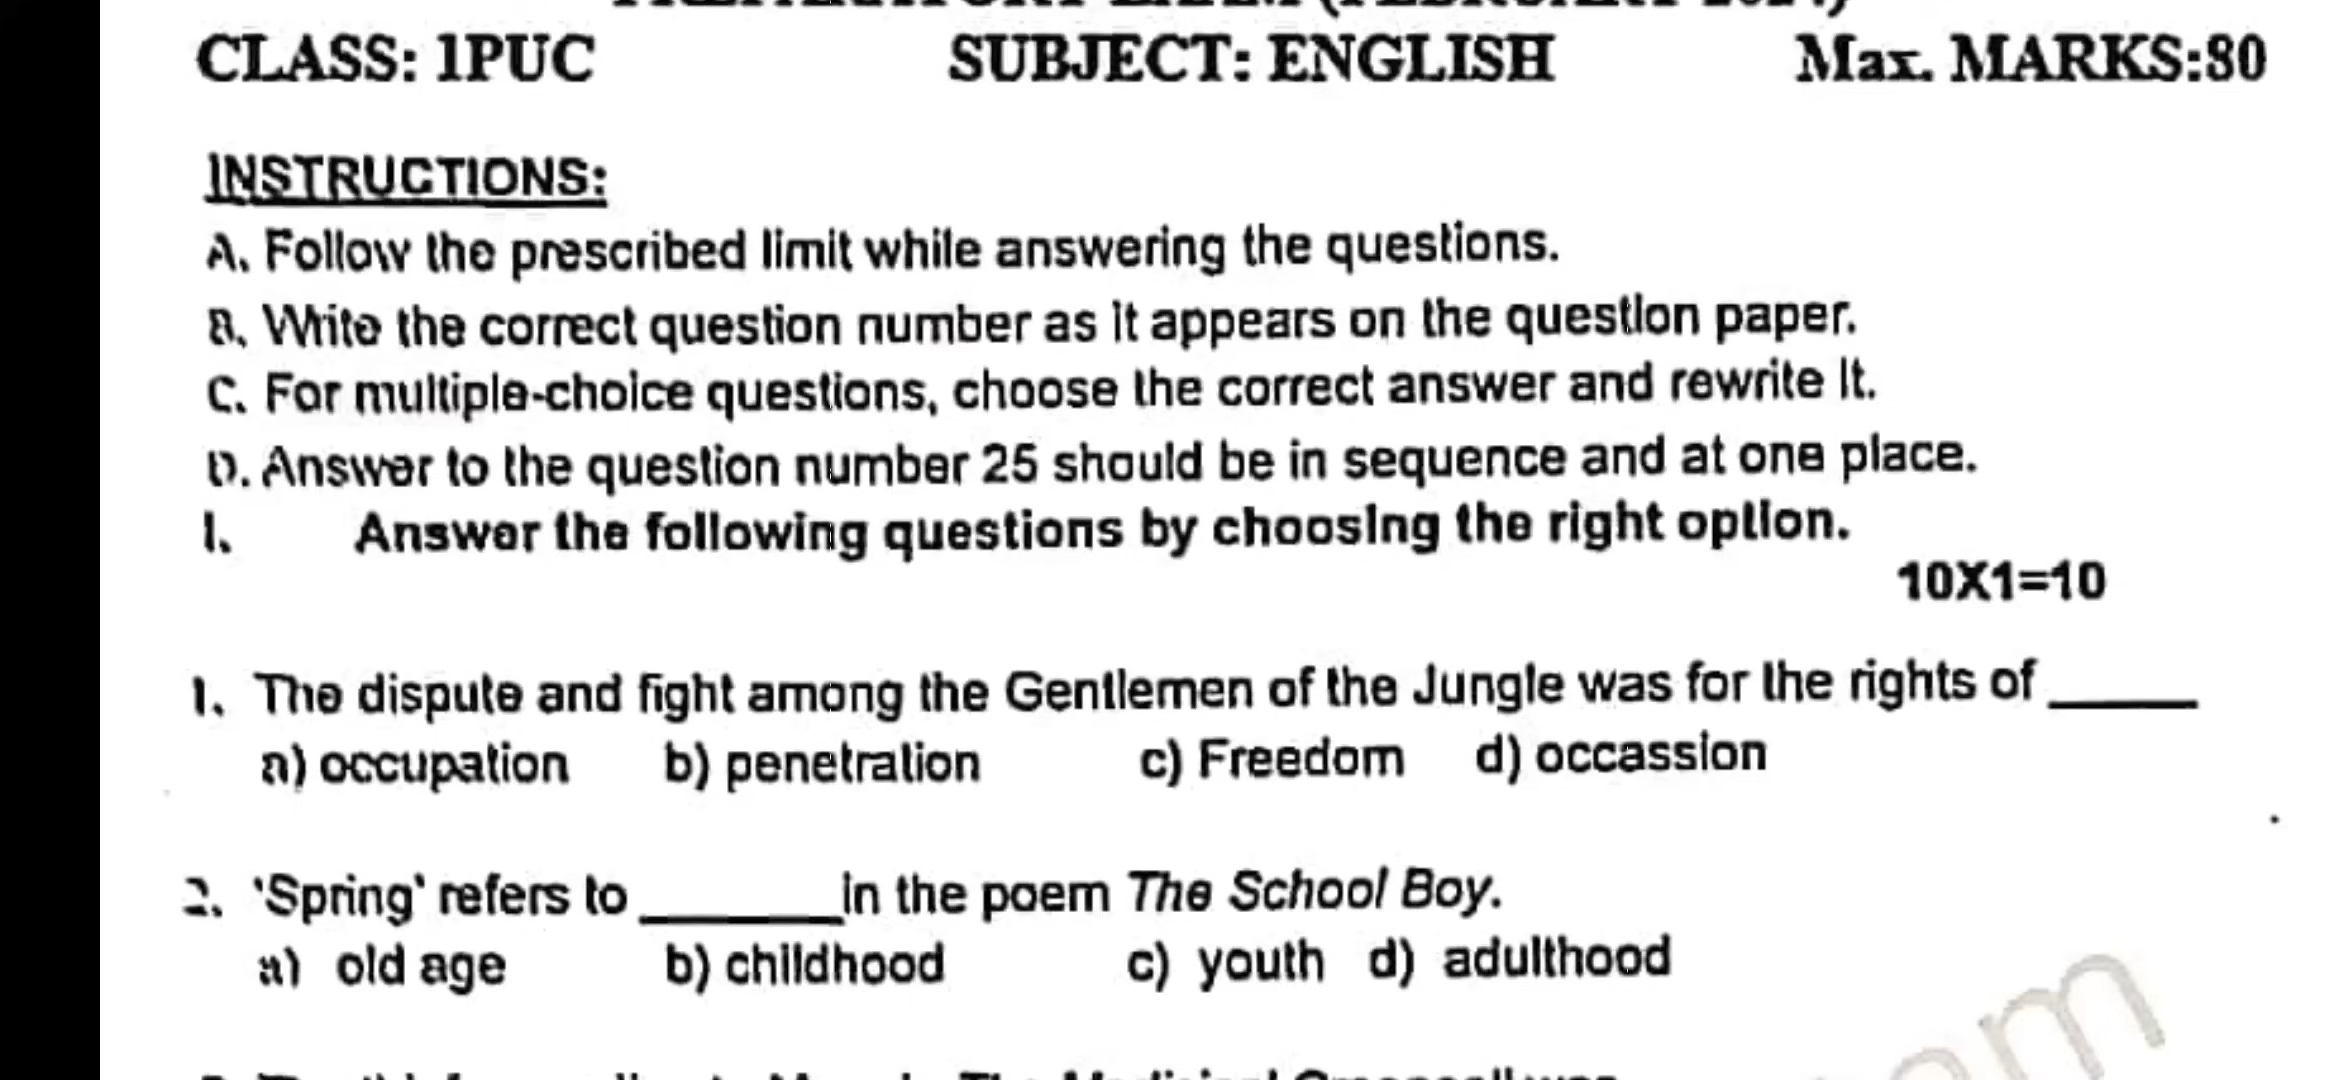 CLASS: 1PUC SUBJECT: ENGLISH Max. MARKS:80
INSTRUCTIONS:
A. Follow the prescribed limit while answering the questions.
B. Write the correct question number as it appears on the question paper.
C. For multiple-choice questions, choose the correct answer and rewrite It.
D. Answer to the question number 25 should be in sequence and at one place.
I. Answer the following questions by choosing the right option.
10X1=10
1. The dispute and fight among the Gentlemen of the Jungle was for the rights of _____
a) occupation b) penetration c) Freedom d) occassion
2. 'Spring' refers to _______in the poem The School Boy.
a) old age b) childhood c) youth d) adulthood